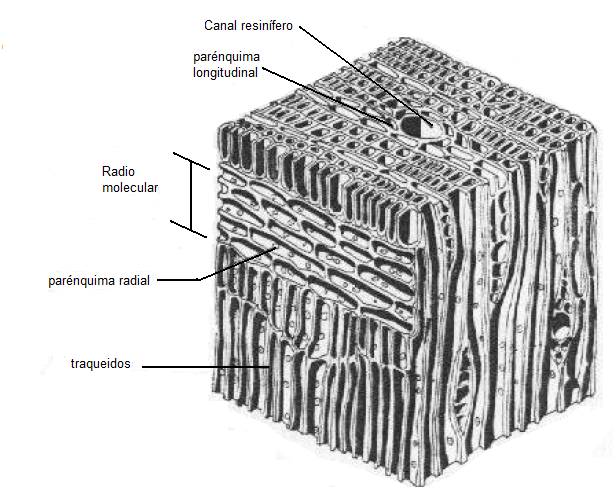 Canal resinífero
parénquima
longitudinal
Radio
molecular
parénquima radial
traqueidos